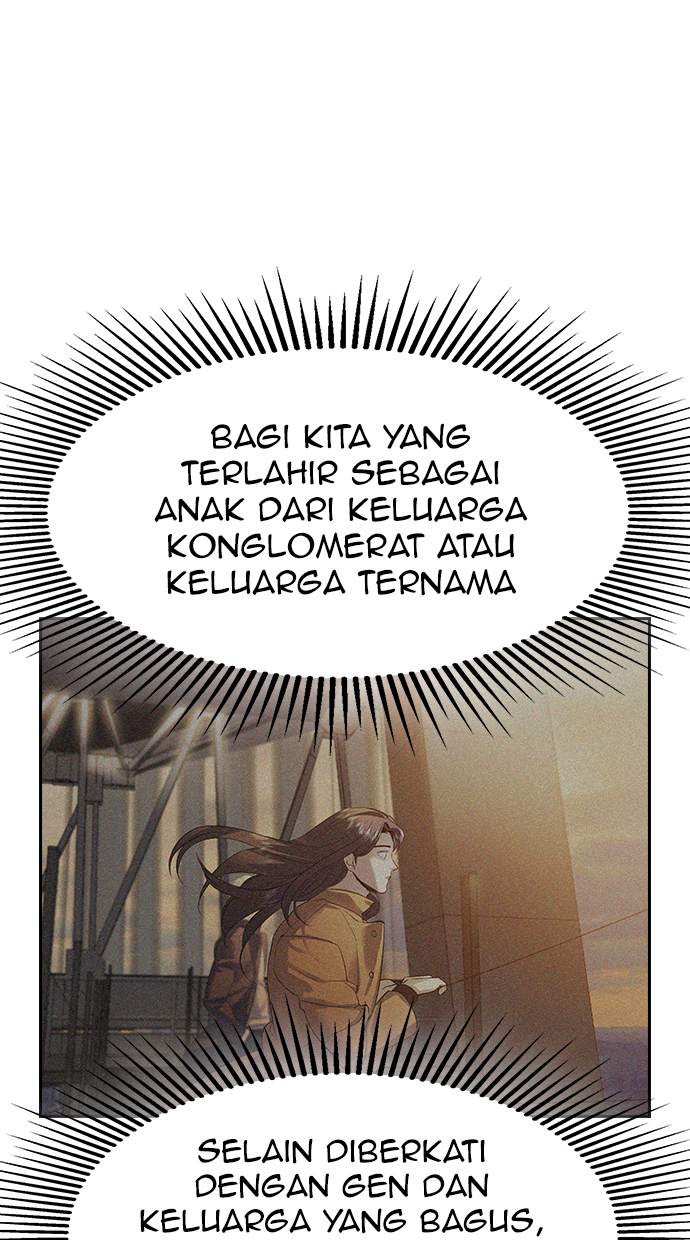 BAGI KITA YANG
TERLAHIR SEBAGAI
ANAK DARI KELUARGA
KONGLOMERAT ATAU
KELUARGA TERNAMA
SELAIN DIBERKATI
DENGAN GEN DAN
KELUARGA YANG BAGUS,